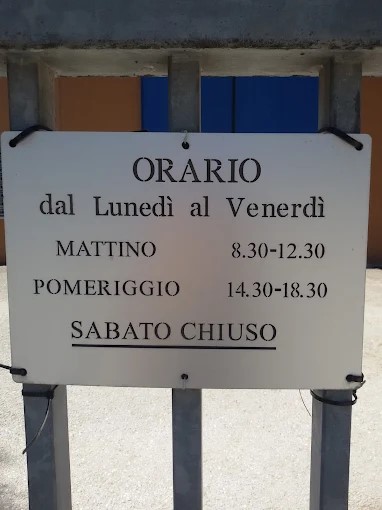 ORARIO
dal Lunedì al Venerdì
MATTINO 8.30-12.30
POMERIGGIO 14.30-18.30
SABATO CHIUSO